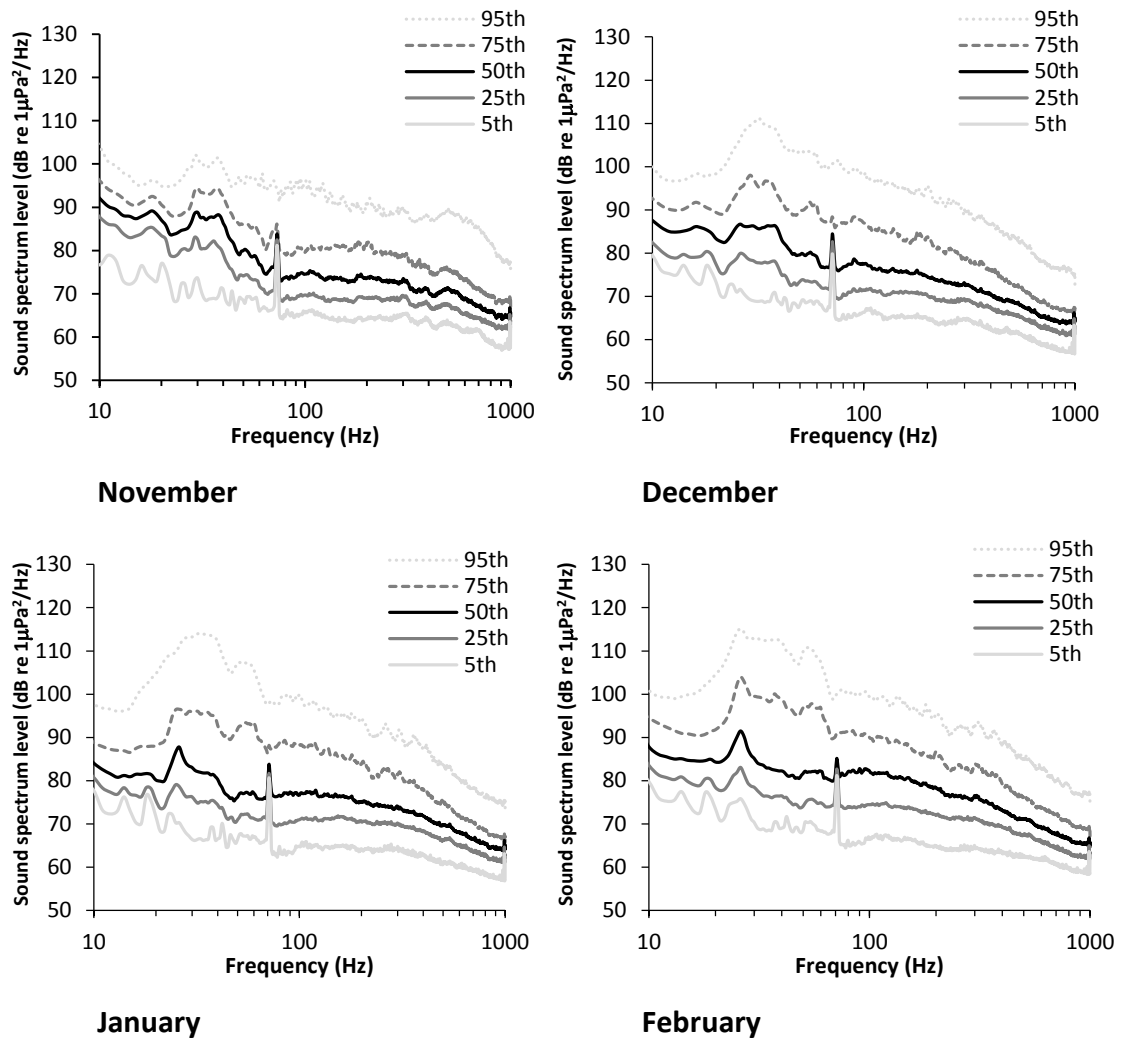 Sound spectrum level (dB re 1µPa²/Hz)
130
120
110
100
90
80
70
60
50
10
100
1000
Frequency (Hz)
95th
75th
50th
25th
5th
November
Sound spectrum level (dB re 1µPa²/Hz)
130
120
110
100
90
80
70
60
50
10
100
1000
Frequency (Hz)
95th
75th
50th
25th
5th
December
Sound spectrum level (dB re 1µPa²/Hz)
130
120
110
100
90
80
70
60
50
10
100
1000
Frequency (Hz)
95th
75th
50th
25th
5th
January
Sound spectrum level (dB re 1µPa²/Hz)
130
120
110
100
90
80
70
60
50
10
100
1000
Frequency (Hz)
95th
75th
50th
25th
5th
February